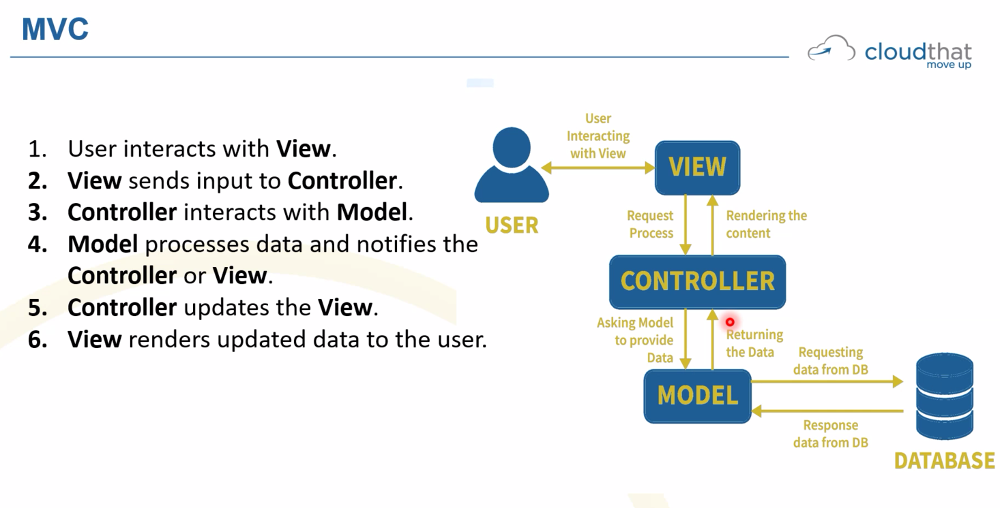 MVC
cloudthat
move up
1. User interacts with View.
2. View sends input to Controller.
3. Controller interacts with Model.
4. Model processes data and notifies the
Controller or View.
5. Controller updates the View.
6. View renders updated data to the user.
User
Interacting
with View
USER
VIEW
Request
Process
Rendering the
content
CONTROLLER
Asking Model
to provide
Data
Returning
the Data
MODEL
Requesting
data from DB
Response
data from DB
DATABASE